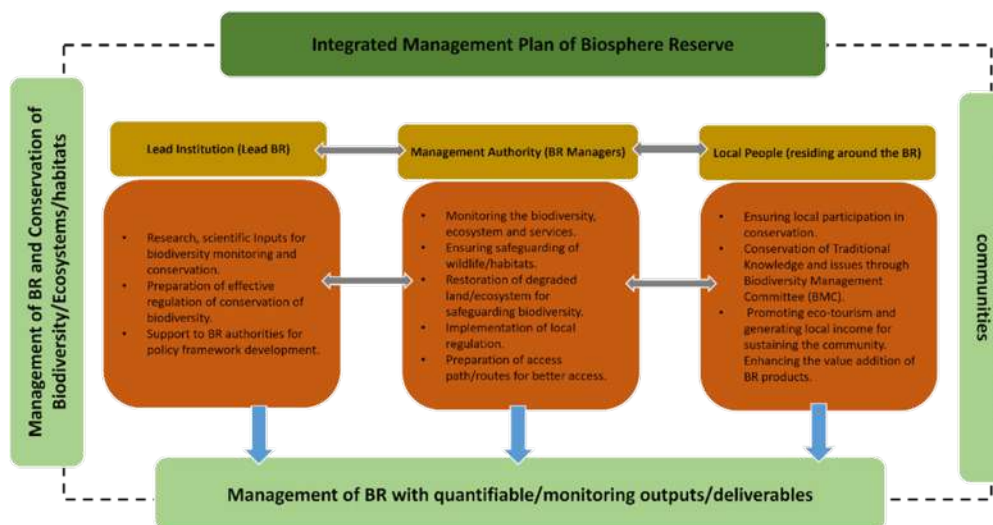 Integrated Management Plan of Biosphere Reserve
Management of BR and Conservation of
Biodiversity/Ecosystems/habitats
Lead Institution (Lead BR)
Management Authority (BR Managers)
Local People (residing around the BR)
• Research, scientific Inputs for
biodiversity monitoring and
conservation.
• Preparation of effective
regulation of conservation of
biodiversity.
• Support to BR authorities for
policy framework development.
• Monitoring the biodiversity,
ecosystem and services.
• Ensuring safeguarding of
wildlife/habitats.
• Restoration of degraded
land/ecosystem for
safeguarding biodiversity.
• Implementation of local
regulation.
• Preparation of access
path/routes for better access.
• Ensuring local participation in
conservation.
• Conservation of Traditional
Knowledge and issues through
Biodiversity Management
Committee (BMC).
• Promoting eco-tourism and
generating local income for
sustaining the community.
Enhancing the value addition of
BR products.
communities
Management of BR with quantifiable/monitoring outputs/deliverables